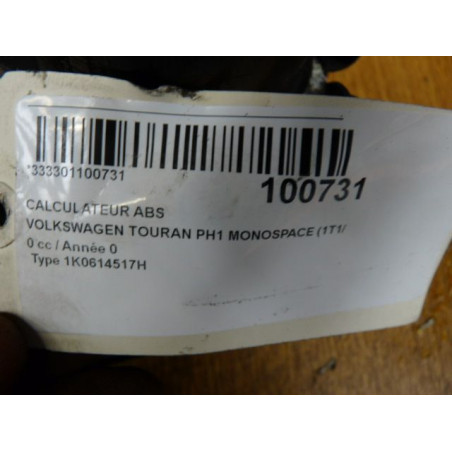 *333301100731
100731
CALCULATEUR ABS
VOLKSWAGEN TOURAN PH1 MONOSPACE (1T1/
0 cc / Année 0
Type 1K0614517H